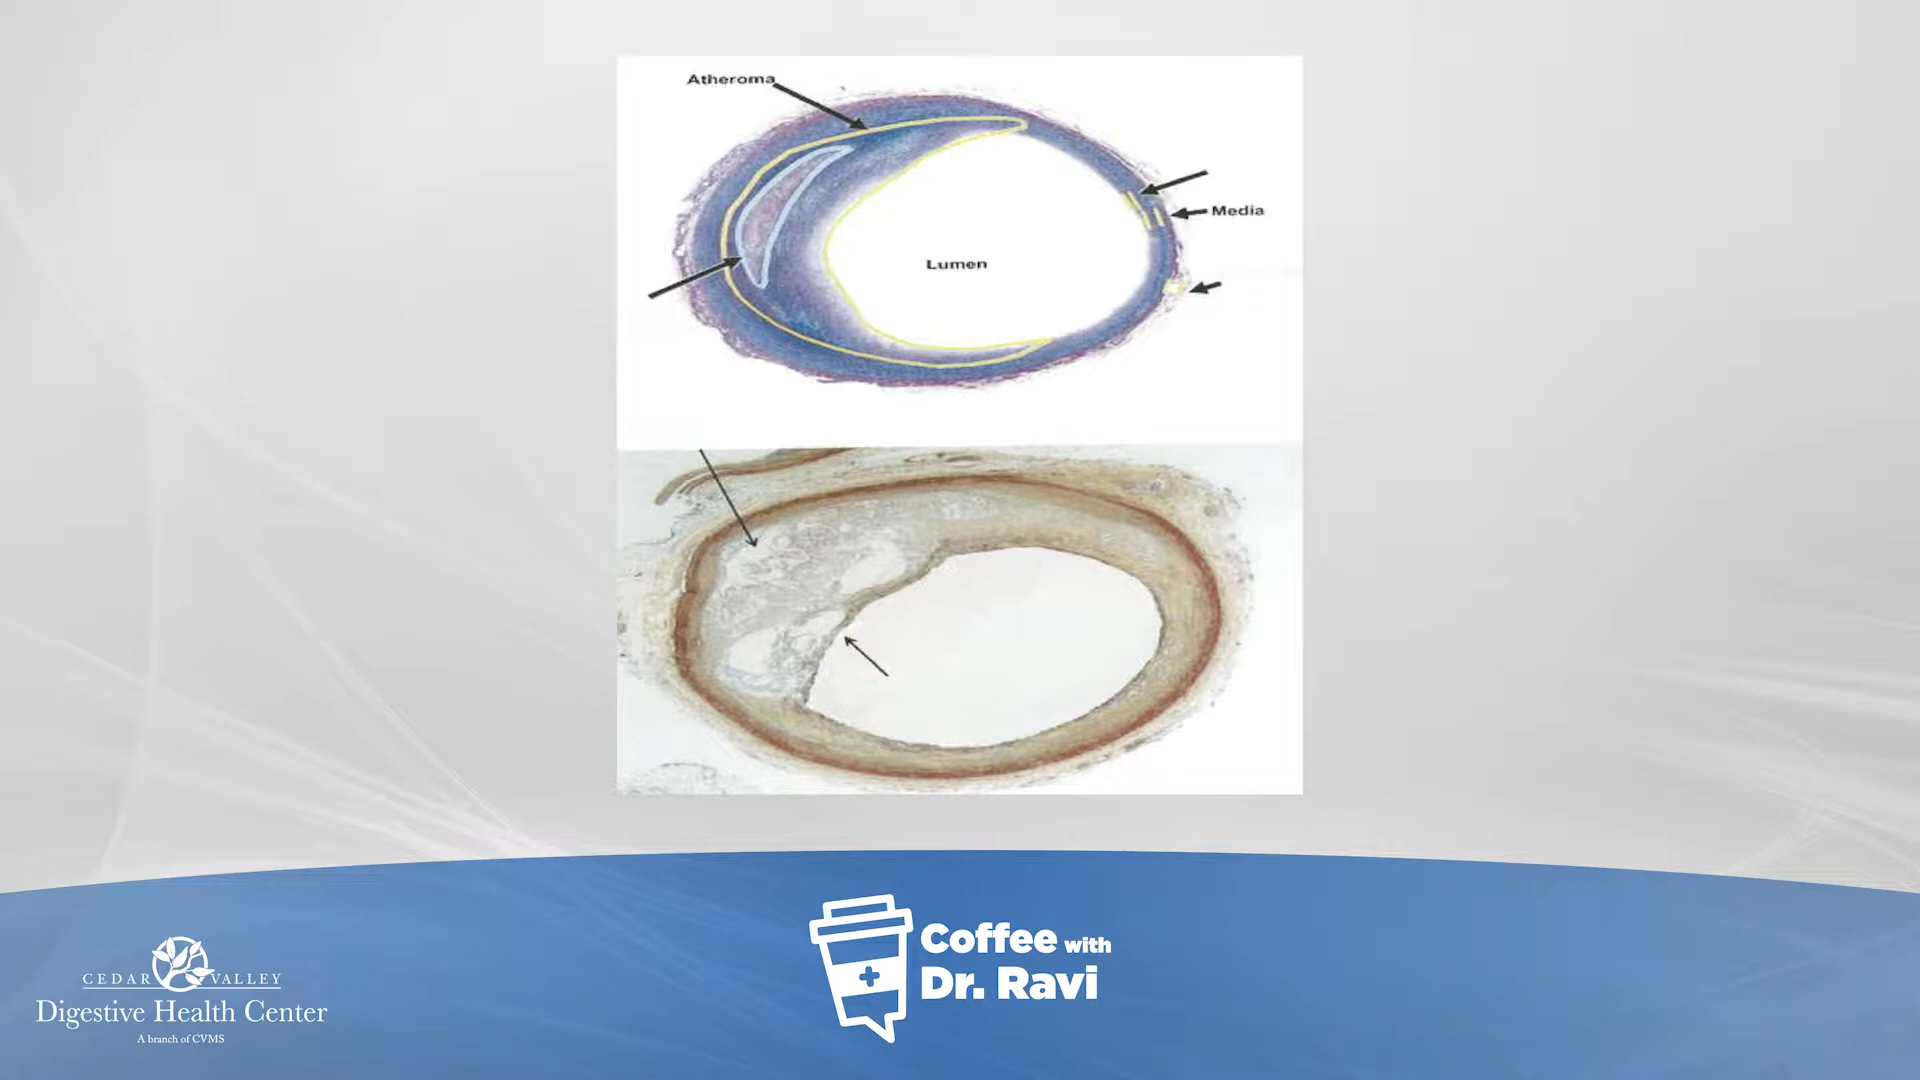 Atheroma
Media
Lumen
CEDAR VALLEY
Digestive Health Center
A branch of CVMS
Coffee with
Dr. Ravi